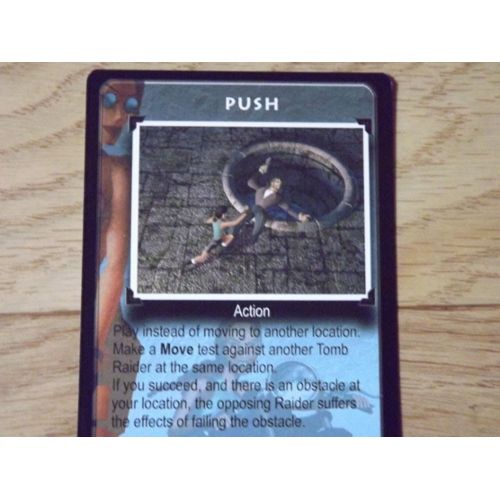 PUSH
Action
Play instead of moving to another location.
Make a Move test against another Tomb
Raider at the same location.
If you succeed, and there is an obstacle at
your location, the opposing Raider suffers
the effects of failing the obstacle.